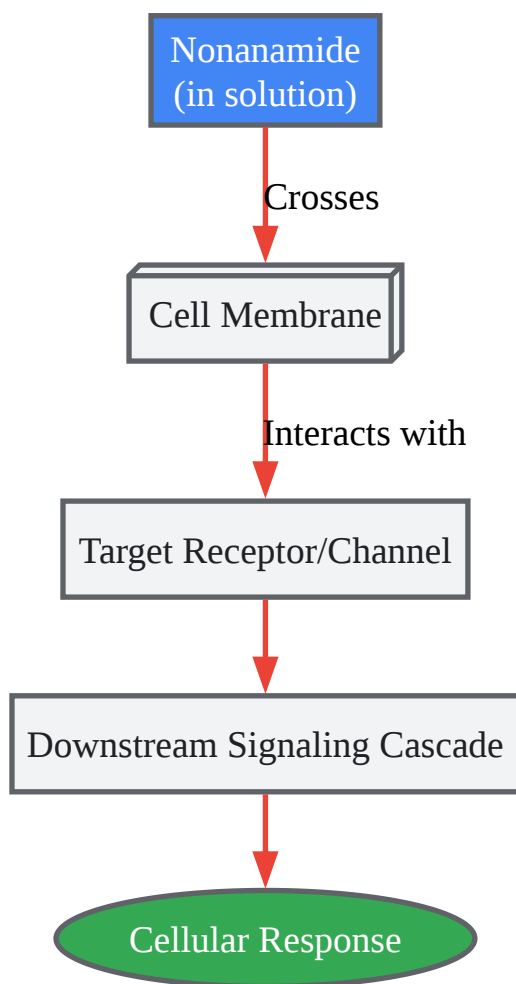 Nonanamide
(in solution)
Crosses
Cell Membrane
Interacts with
Target Receptor/Channel
Downstream Signaling Cascade
Cellular Response